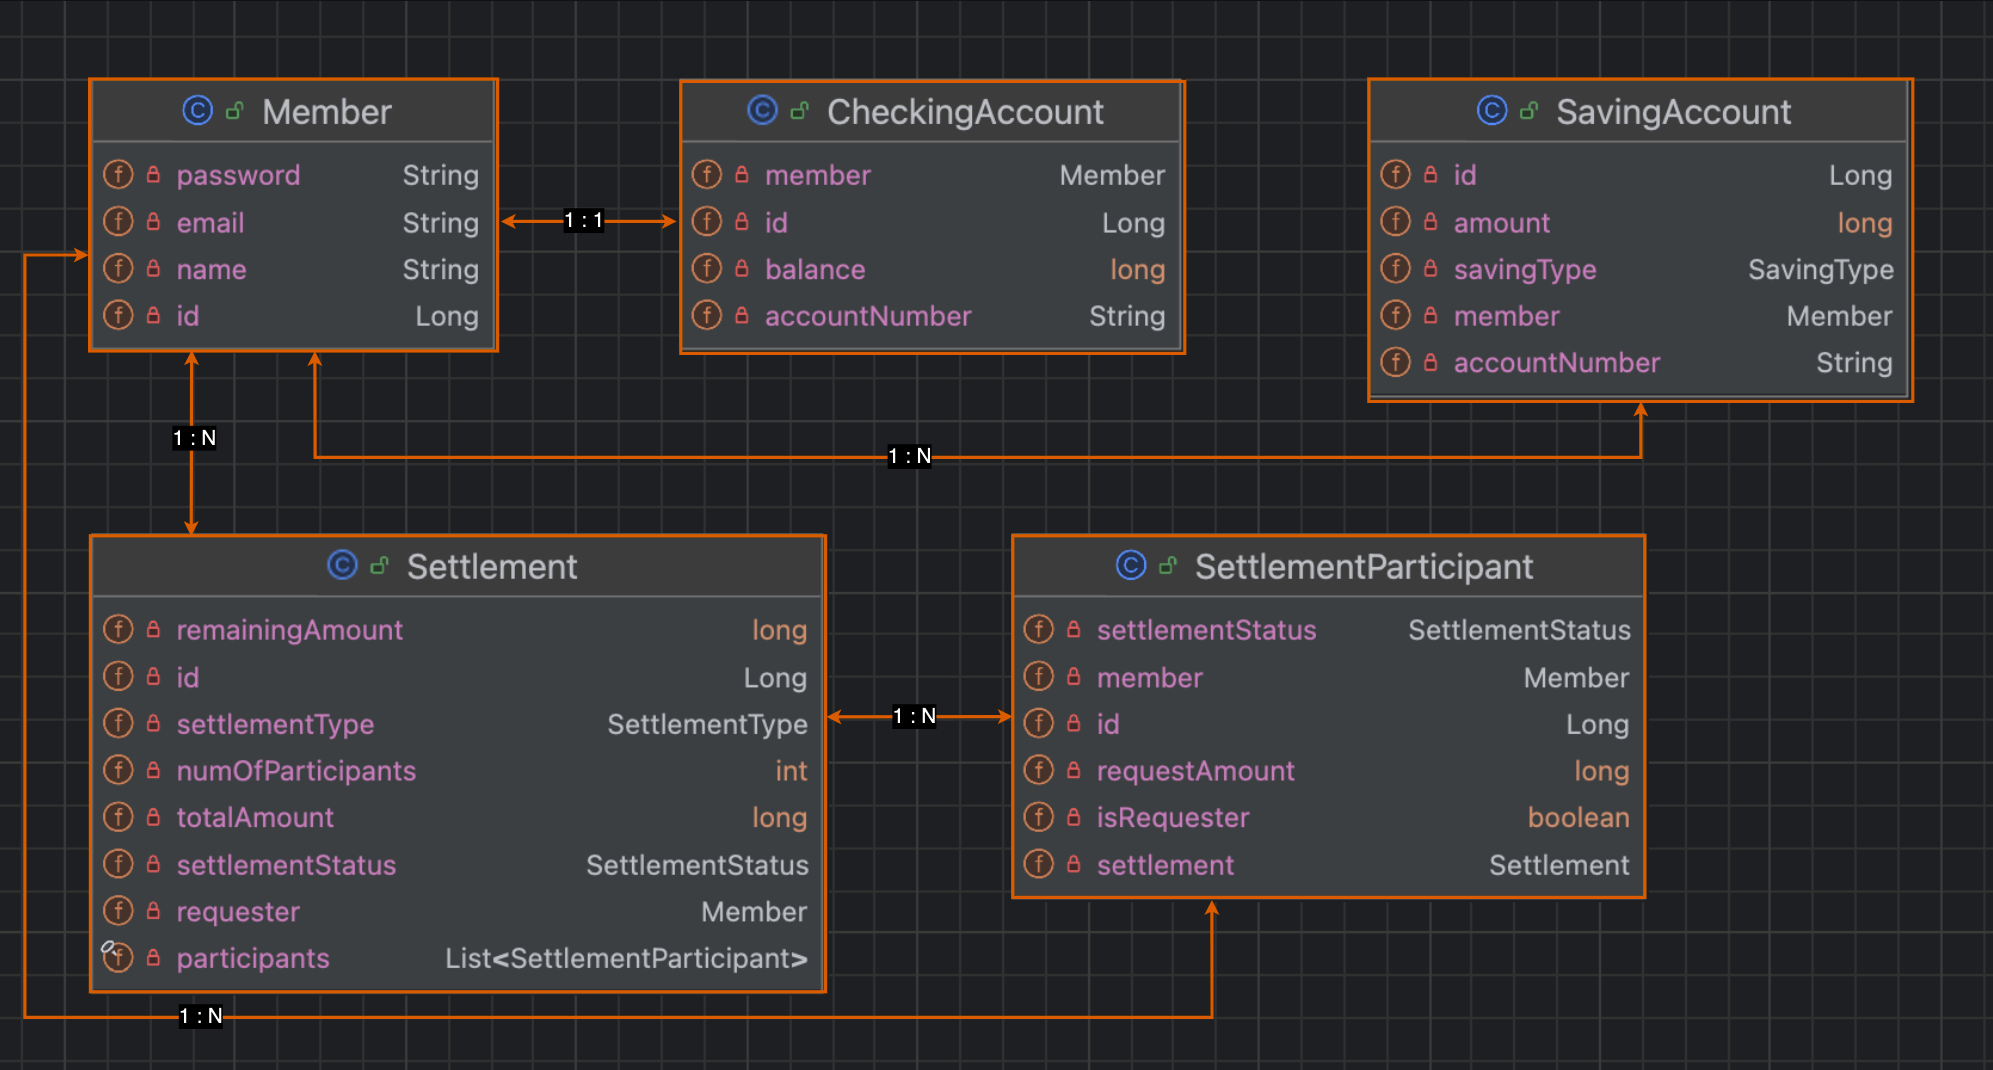 Member
password String
email String
name String
id Long
1 : 1
CheckingAccount
member Member
id Long
balance long
accountNumber String
SavingAccount
id Long
amount long
savingType SavingType
member Member
accountNumber String
1 : N
1 : N
Settlement
remainingAmount long
id Long
settlementType SettlementType
numOfParticipants int
totalAmount long
settlementStatus SettlementStatus
requester Member
participants List<SettlementParticipant>
1 : N
SettlementParticipant
settlementStatus SettlementStatus
member Member
id Long
requestAmount long
isRequester boolean
settlement Settlement
1 : N